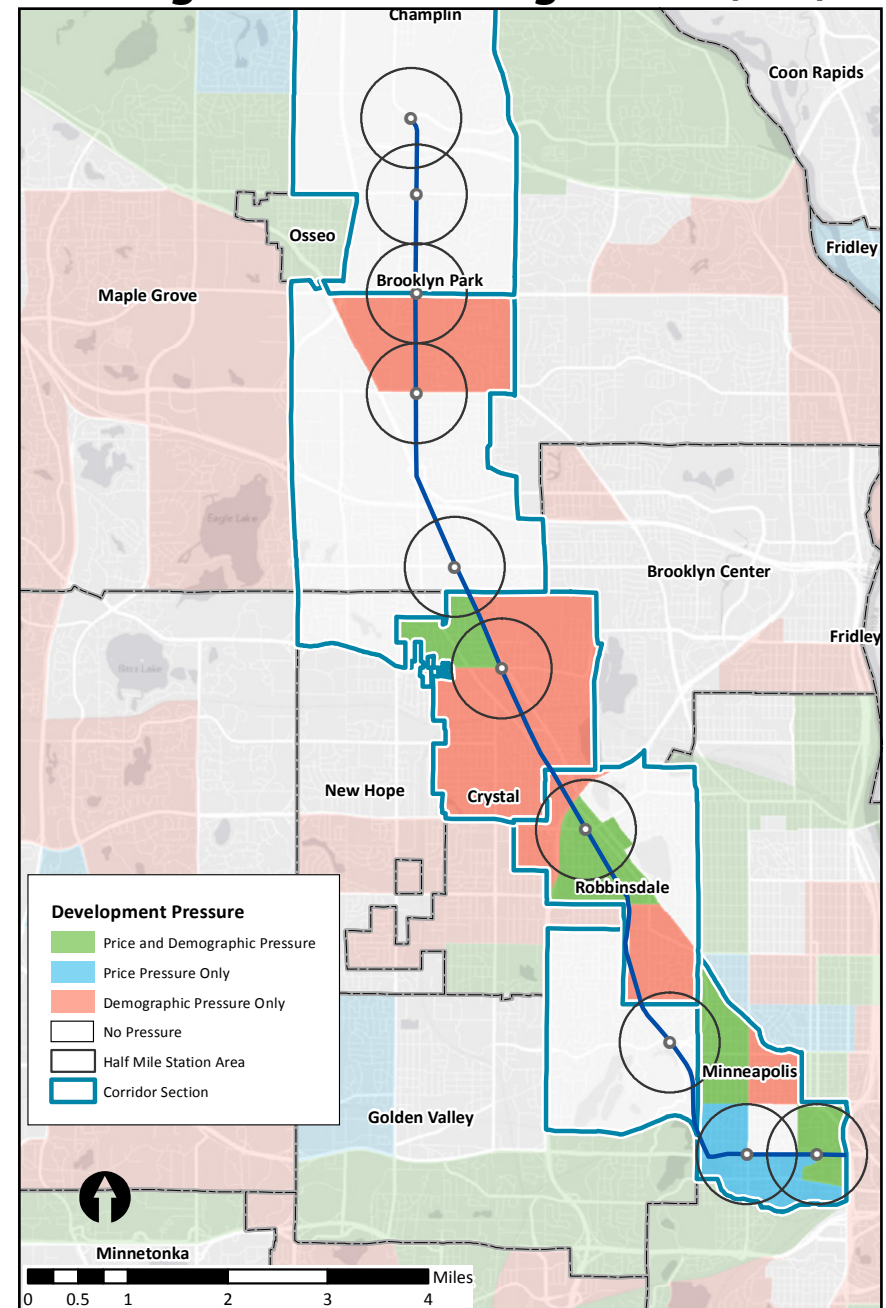 Champlin
Coon Rapids
Osseo
Fridley
Brooklyn Park
Maple Grove
Eagle Lake
Brooklyn Center
Fridley
New Hope
Crystal
Robbinsdale
Development Pressure
Price and Demographic Pressure
Price Pressure Only
Demographic Pressure Only
No Pressure
Half Mile Station Area
Corridor Section
Minneapolis
Golden Valley
Minnetonka
Miles
0 0.5 1 2 3 4